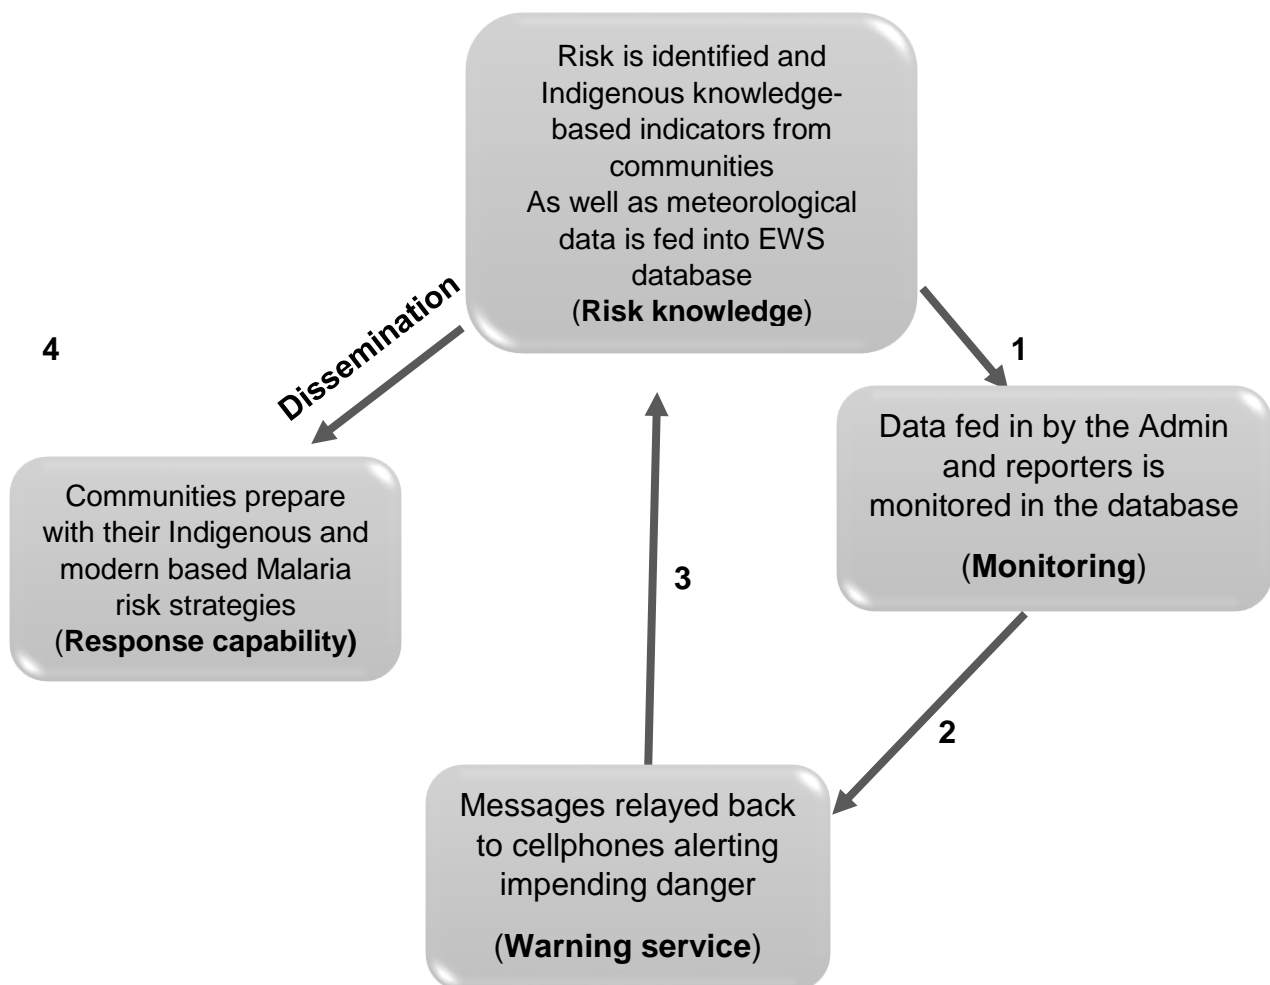 Risk is identified and
Indigenous knowledge-
based indicators from
communities
As well as meteorological
data is fed into EWS
database
(Risk knowledge)
Dissemination
4
1
Data fed in by the Admin
and reporters is
monitored in the database
(Monitoring)
Communities prepare
with their Indigenous and
modern based Malaria
risk strategies
(Response capability)
3
2
Messages relayed back
to cellphones alerting
impending danger
(Warning service)